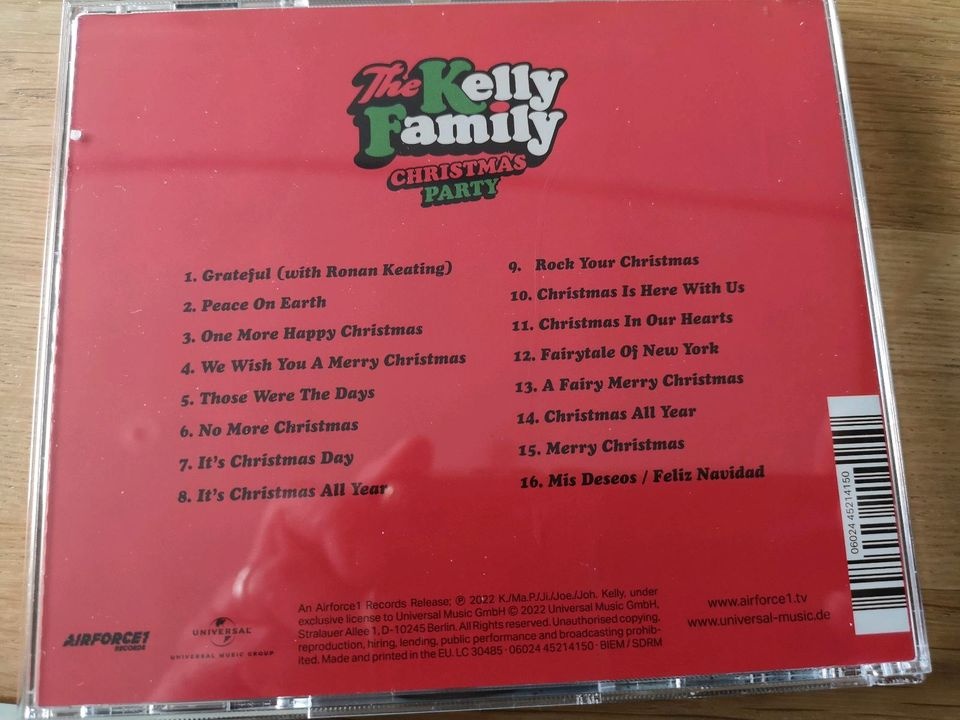 The Kelly
Family
CHRISTMAS
PARTY
1. Grateful (with Ronan Keating)
2. Peace On Earth
3. One More Happy Christmas
4. We Wish You A Merry Christmas
5. Those Were The Days
6. No More Christmas
7. It's Christmas Day
8. It's Christmas All Year
9. Rock Your Christmas
10. Christmas Is Here With Us
11. Christmas In Our Hearts
12. Fairytale Of New York
13. A Fairy Merry Christmas
14. Christmas All Year
15. Merry Christmas
16. Mis Deseos / Feliz Navidad
06024 45214150
AIRFORCE1
RECORDS
UNIVERSAL
UNIVERSAL MUSIC GROUP
An Airforce1 Records Release; ℗ 2022 K./Ma.P/Ji./Joe./Joh. Kelly, under
exclusive license to Universal Music GmbH © 2022 Universal Music GmbH,
Stralauer Allee 1, D-10245 Berlin. All Rights reserved. Unauthorised copying,
reproduction, hiring, lending, public performance and broadcasting prohib-
ited. Made and printed in the EU. LC 30485 · 06024 45214150 · BIEM / SDRM
www.airforce1.tv
www.universal-music.de